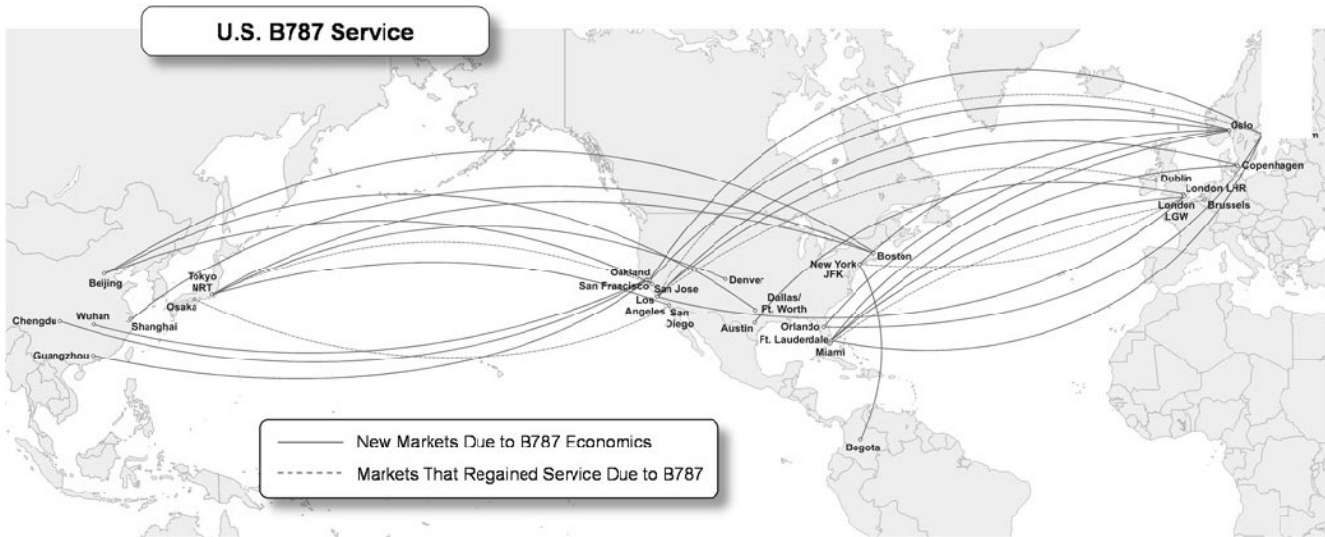 U.S. B787 Service
Oslo
Copenhagen
Dublin
London LHR
London
LGW
Brussels
Boston
New York
JFK
Oakland
San Francisco
San Jose
Denver
Los
Angeles
San
Diego
Dallas/
Ft. Worth
Austin
Orlando
Ft. Lauderdale
Miami
Beijing
Tokyo
NRT
Osaka
Chengdu
Wuhan
Shanghai
Guangzhou
Bogota
New Markets Due to B787 Economics
Markets That Regained Service Due to B787